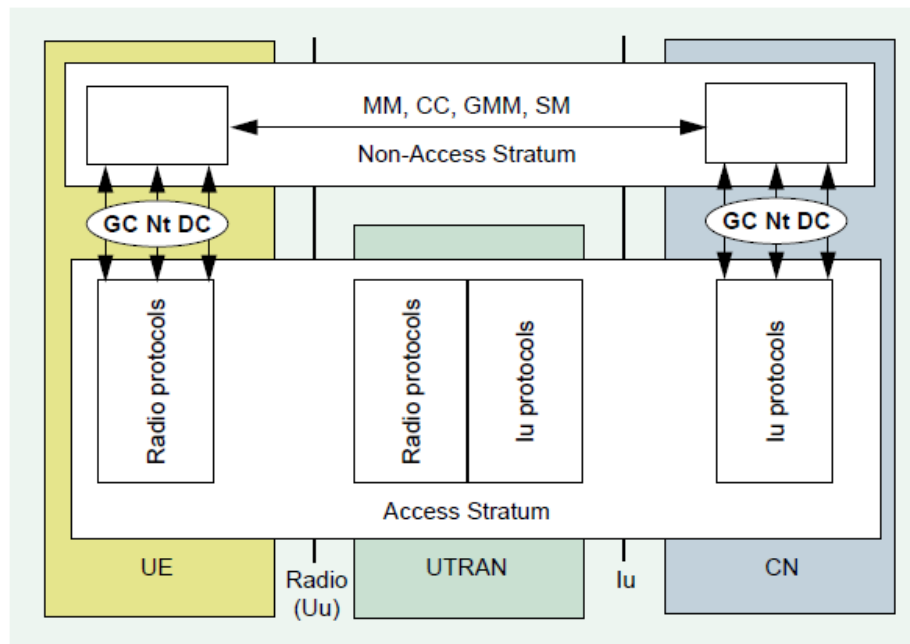 MM, CC, GMM, SM
Non-Access Stratum
GC Nt DC
GC Nt DC
Radio protocols
Radio protocols
Iu protocols
Iu protocols
Access Stratum
UE
Radio
(Uu)
UTRAN
Iu
CN